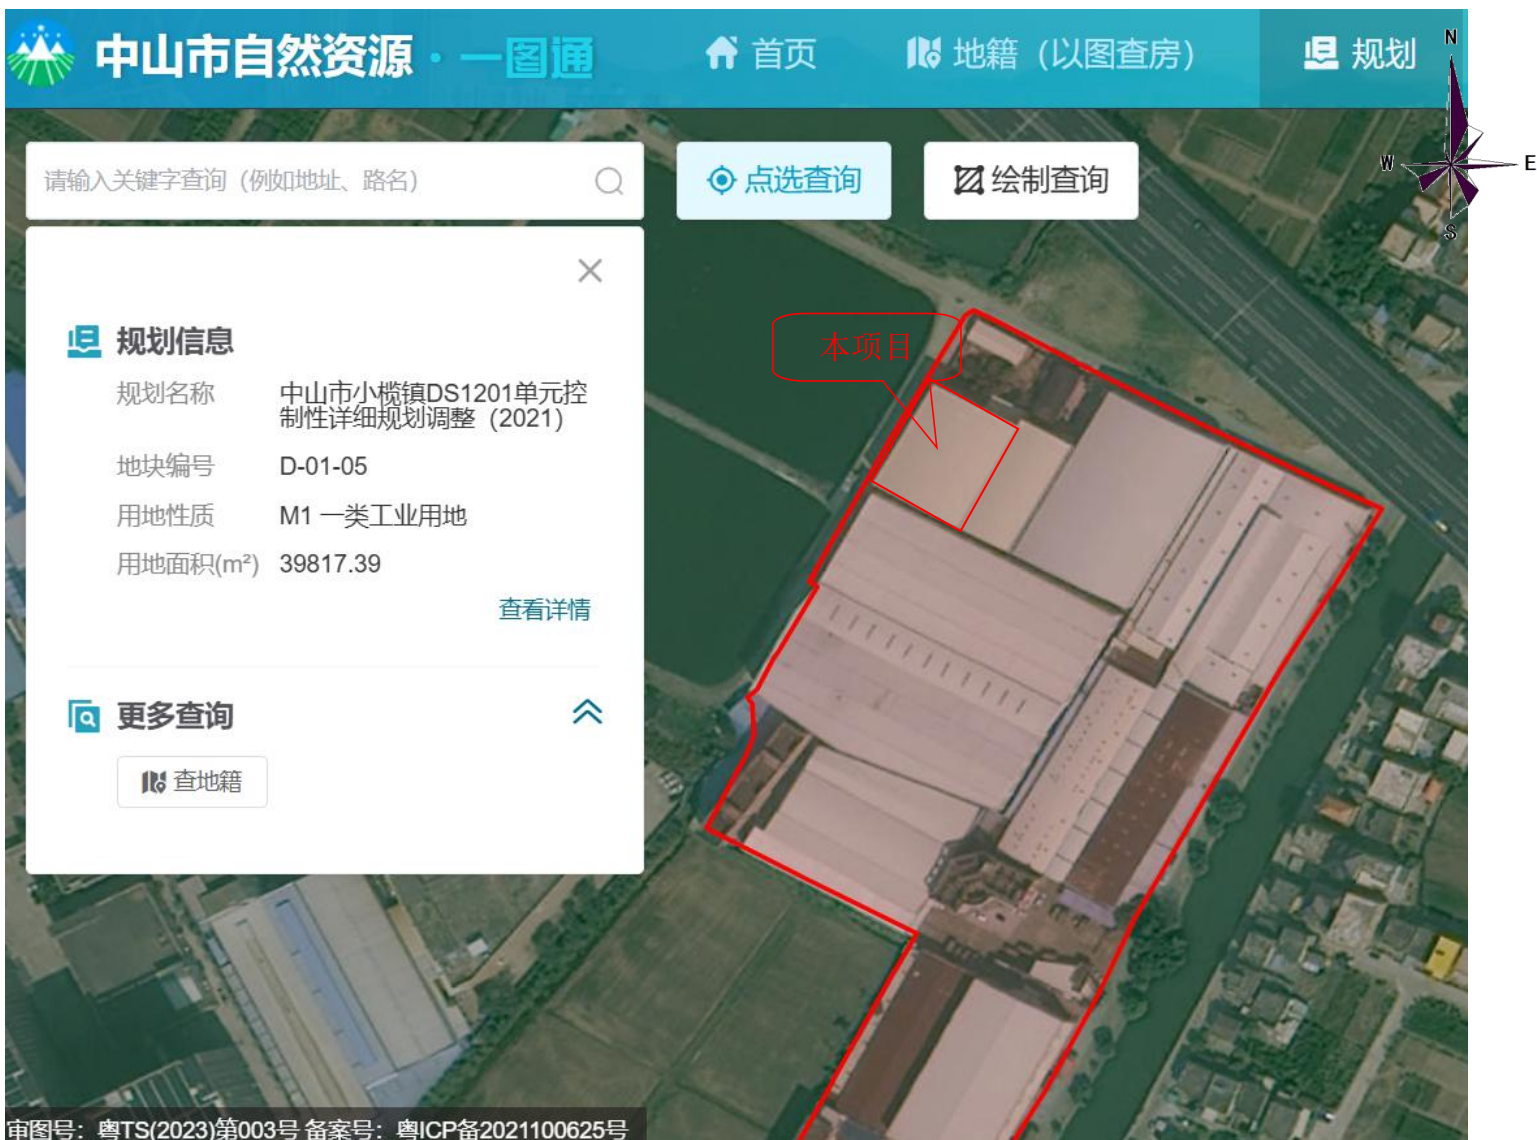 中山市自然资源·一图通
首页
地籍（以图查房）
规划
N
W
E
S
请输入关键字查询（例如地址、路名）
点选查询
绘制查询
规划信息
规划名称
中山市小榄镇DS1201单元控
制性详细规划调整（2021）
地块编号
D-01-05
用地性质
M1 一类工业用地
用地面积(m²)
39817.39
查看详情
更多查询
查地籍
本项目
审图号：粤TS(2023)第003号 备案号：粤ICP备2021100625号